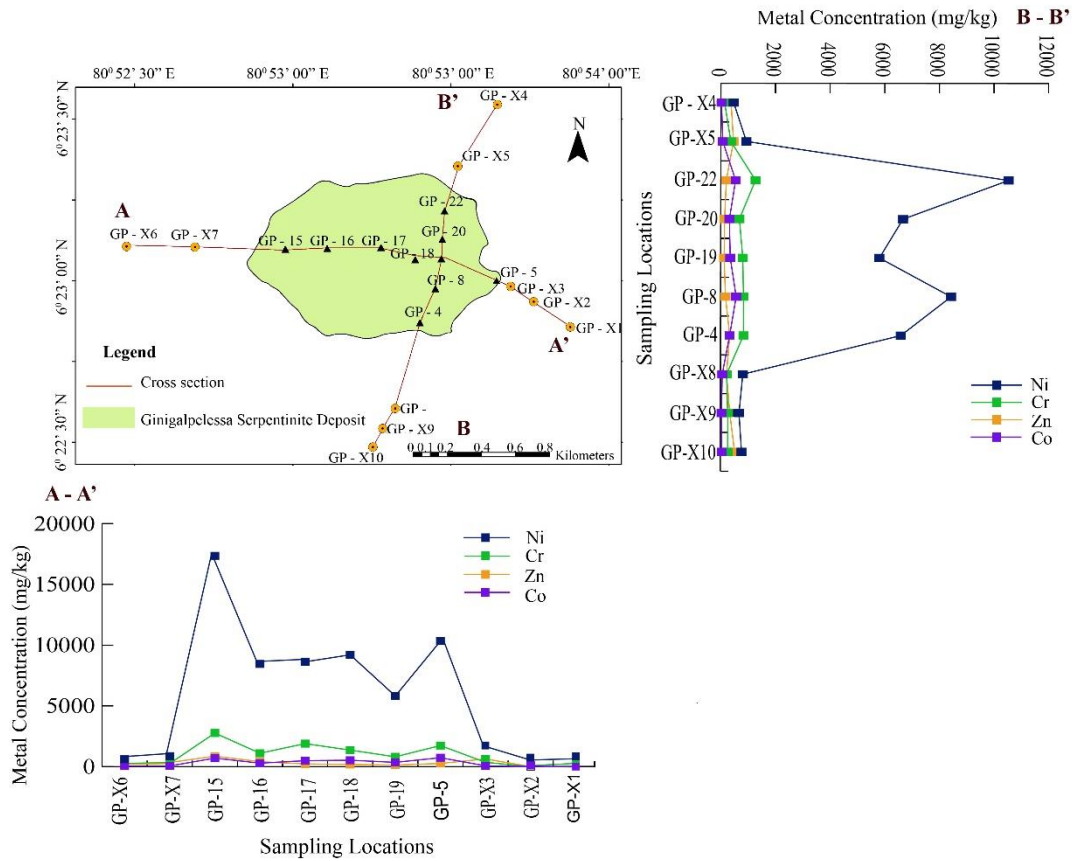 80° 52' 30” E
80° 53’ 00” E
80° 53’ 00” E
80° 54’ 00” E
6° 23’ 30” N
6° 23’ 00” N
6° 22’ 30” N
B’
GP - X4
GP - X5
N
A
GP - X6
GP - X7
GP - 22
GP - 20
GP - 15
GP - 16
GP - 17
GP - 18
GP - 8
GP - 5
GP - X3
GP - X2
GP - X1
A’
GP - 4
Legend
Cross section
Ginigalpelessa Serpentinite Deposit
GP -
GP - X9
GP - X10
B
0 0.1 0.2 0.4 0.6 0.8
Kilometers
Metal Concentration (mg/kg)
B - B’
0
2000
4000
6000
8000
10000
12000
Sampling Locations
GP - X4
GP-X5
GP-22
GP-20
GP-19
GP-8
GP-4
GP-X8
GP-X9
GP-X10
Ni
Cr
Zn
Co
A - A’
Metal Concentration (mg/kg)
20000
15000
10000
5000
0
Ni
Cr
Zn
Co
GP-X6
GP-X7
GP-15
GP-16
GP-17
GP-18
GP-19
GP-5
GP-X3
GP-X2
GP-X1
Sampling Locations